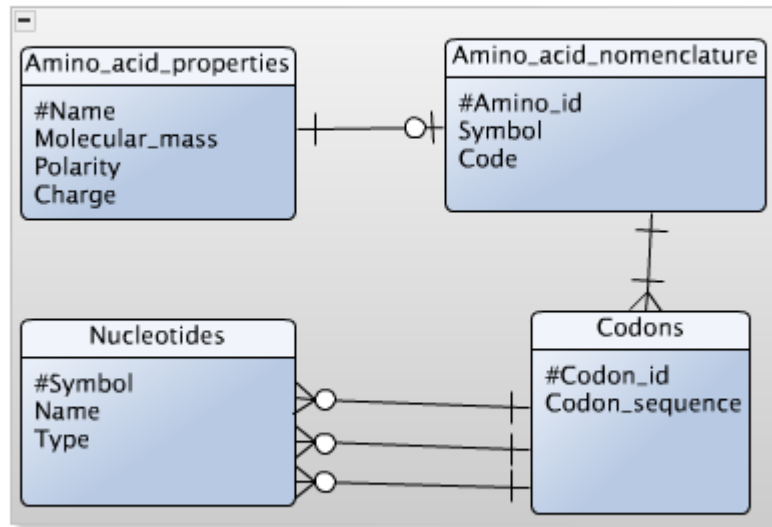 Amino_acid_properties
#Name
Molecular_mass
Polarity
Charge
Amino_acid_nomenclature
#Amino_id
Symbol
Code
Nucleotides
#Symbol
Name
Type
Codons
#Codon_id
Codon_sequence